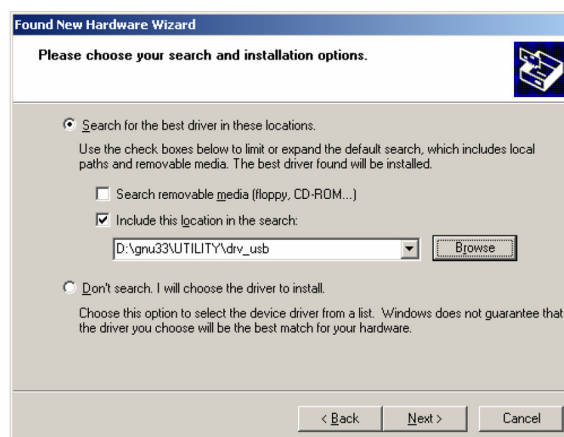 Found New Hardware Wizard
Please choose your search and installation options.
Search for the best driver in these locations.
Use the check boxes below to limit or expand the default search, which includes local
paths and removable media. The best driver found will be installed.
Search removable media (floppy, CD-ROM...)
Include this location in the search:
D:\gnu33\UTILITY\drv_usb
Browse
Don't search. I will choose the driver to install.
Choose this option to select the device driver from a list. Windows does not guarantee that
the driver you choose will be the best match for your hardware.
< Back
Next >
Cancel